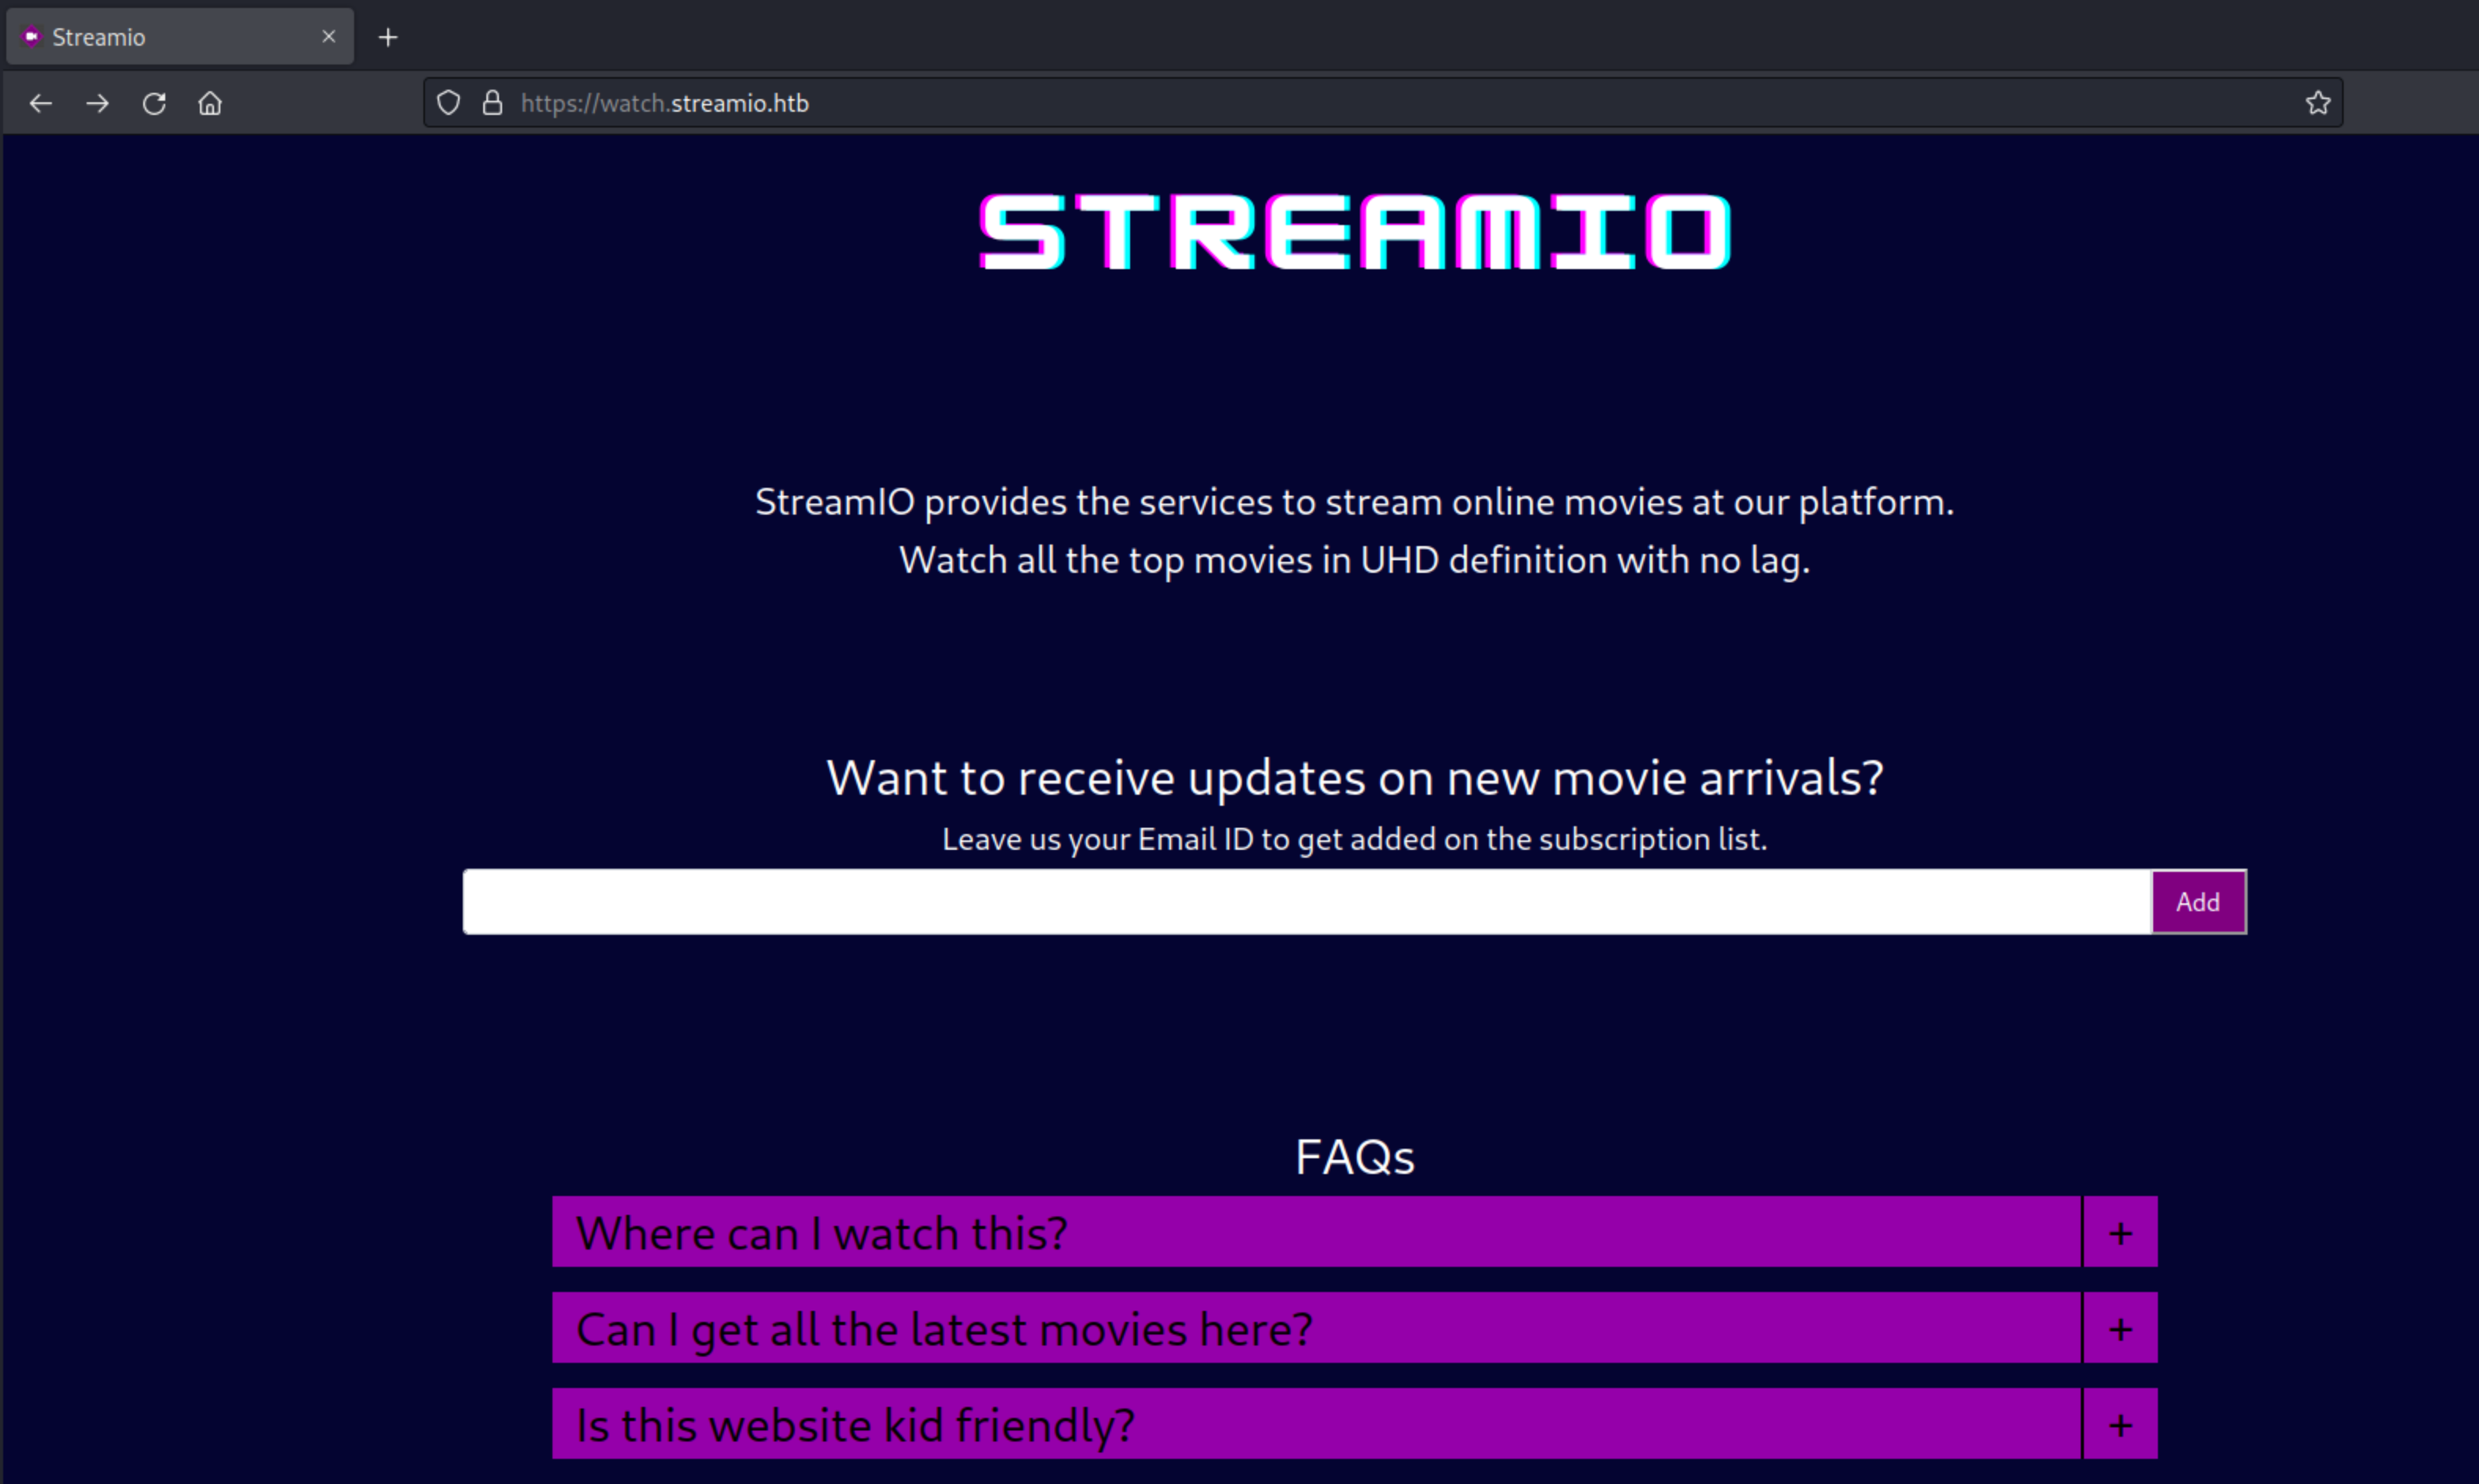 Streamio
https://watch.streamio.htb
STREAMIO
StreamIO provides the services to stream online movies at our platform.
Watch all the top movies in UHD definition with no lag.
Want to receive updates on new movie arrivals?
Leave us your Email ID to get added on the subscription list.
Add
FAQs
Where can I watch this? +
Can I get all the latest movies here? +
Is this website kid friendly? +